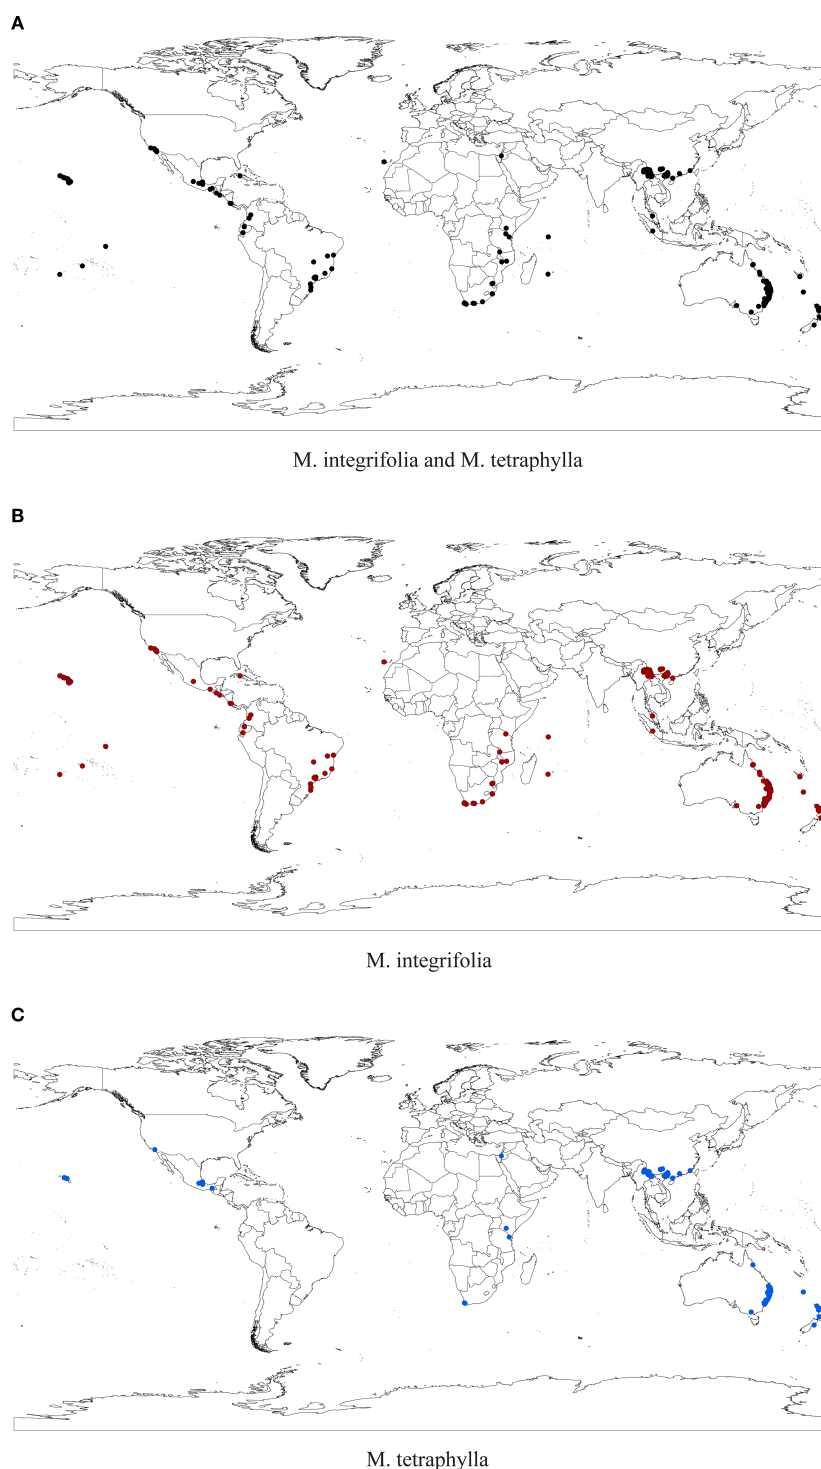 A
M. integrifolia and M. tetraphylla
B
M. integrifolia
C
M. tetraphylla